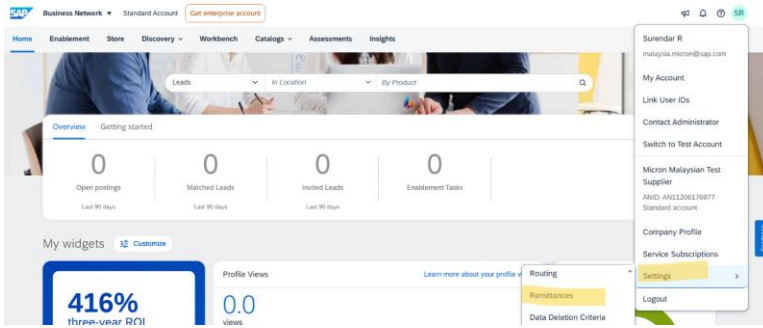 SAP Business Network Standard Account Get enterprise account SR
Home Enablement Store Discovery Workbench Catalogs Assessments Insights
Leads In Location By Product
Overview Getting started
0 0 0 0
Open postings Matched Leads Invited Leads Enablement Tasks
Last 90 days Last 90 days Last 90 days
My widgets Customize
416%
three-year ROI
Profile Views Learn more about your profile
0.0
views
Surendar R
malaysia.micron@sap.com
My Account
Link User IDs
Contact Administrator
Switch to Test Account
Micron Malaysian Test
Supplier
ANID: AN11206176977
Standard account
Company Profile
Service Subscriptions
Settings
Logout
Routing
Remittances
Data Deletion Criteria